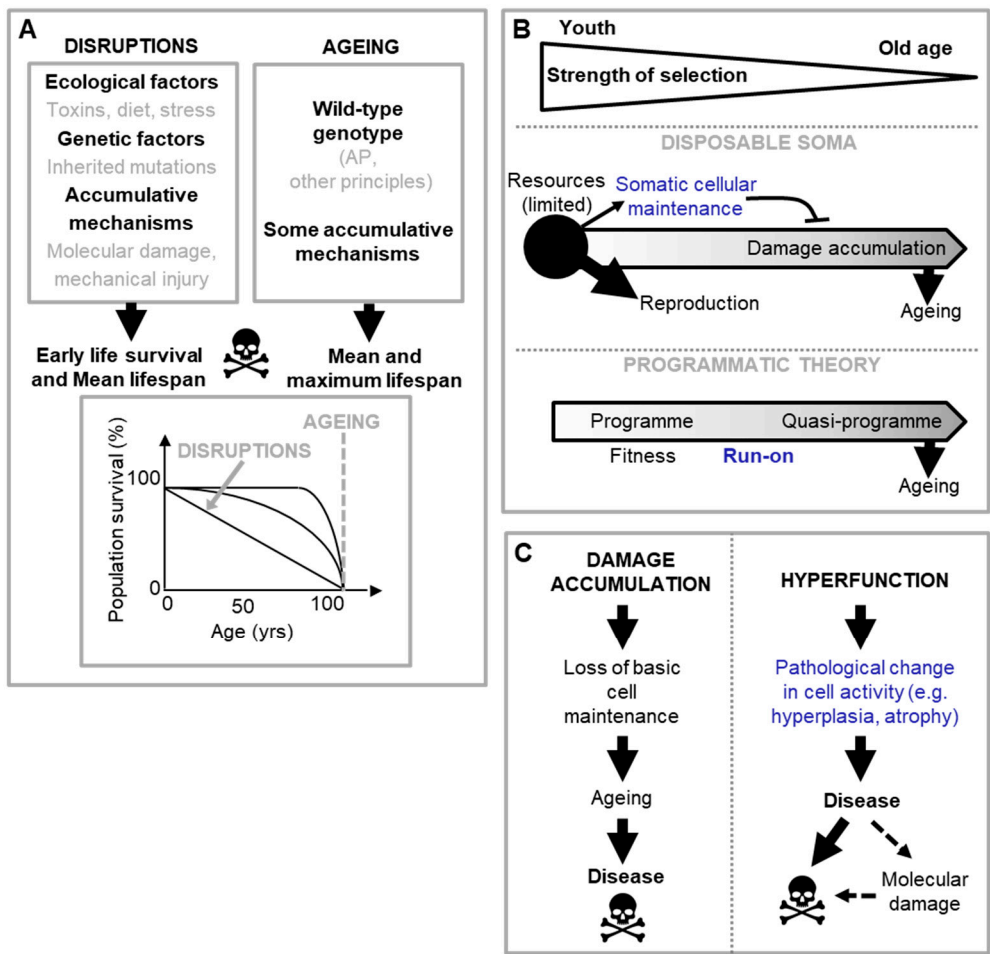 A
DISRUPTIONS
Ecological factors
Toxins, diet, stress
Genetic factors
Inherited mutations
Accumulative
mechanisms
Molecular damage,
mechanical injury
AGEING
Wild-type
genotype
(AP,
other principles)
Some accumulative
mechanisms
Early life survival
and Mean lifespan
Mean and
maximum lifespan
AGEING
DISRUPTIONS
Population survival (%)
100
0
0
50
100
Age (yrs)
B
Youth
Old age
Strength of selection
DISPOSABLE SOMA
Resources
(limited)
Somatic cellular
maintenance
Damage accumulation
Reproduction
Ageing
PROGRAMMATIC THEORY
Programme
Quasi-programme
Fitness
Run-on
Ageing
C
DAMAGE
ACCUMULATION
Loss of basic
cell
maintenance
Ageing
Disease
HYPERFUNCTION
Pathological change
in cell activity (e.g.
hyperplasia, atrophy)
Disease
Molecular
damage